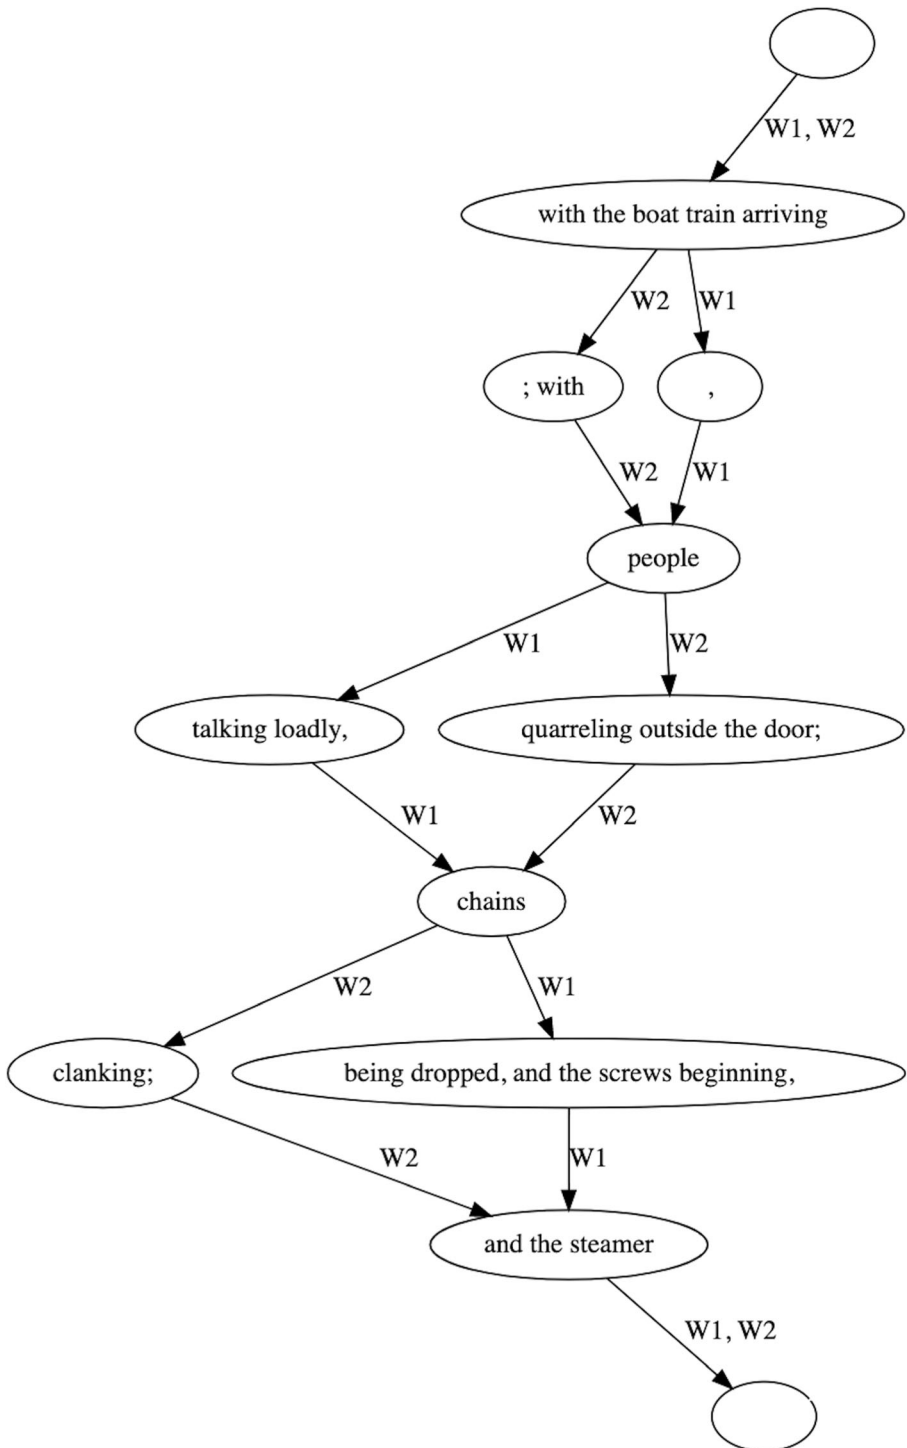 W1, W2
with the boat train arriving
W2 W1
; with ,
W2 W1
people
W1 W2
talking loadly, quarreling outside the door;
W1 W2
chains
W2 W1
clanking; being dropped, and the screws beginning,
W2 W1
and the steamer
W1, W2